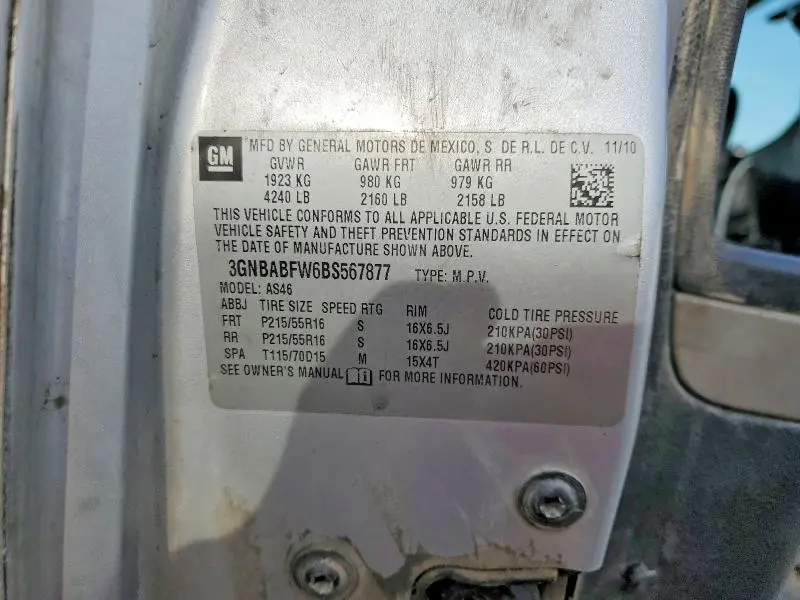 GM
MFD BY GENERAL MOTORS DE MEXICO, S. DE R.L. DE C.V. 11/10
GVWR GAWR FRT GAWR RR
1923 KG 980 KG 979 KG
4240 LB 2160 LB 2158 LB
THIS VEHICLE CONFORMS TO ALL APPLICABLE U.S. FEDERAL MOTOR
VEHICLE SAFETY AND THEFT PREVENTION STANDARDS IN EFFECT ON
THE DATE OF MANUFACTURE SHOWN ABOVE.
3GNBABFW6BS567877 TYPE: M.P.V.
MODEL: AS46
ABBJ TIRE SIZE SPEED RTG RIM COLD TIRE PRESSURE
FRT P215/55R16 S 16X6.5J 210KPA(30PSI)
RR P215/55R16 S 16X6.5J 210KPA(30PSI)
SPA T115/70D15 M 15X4T 420KPA(60PSI)
SEE OWNER'S MANUAL FOR MORE INFORMATION.